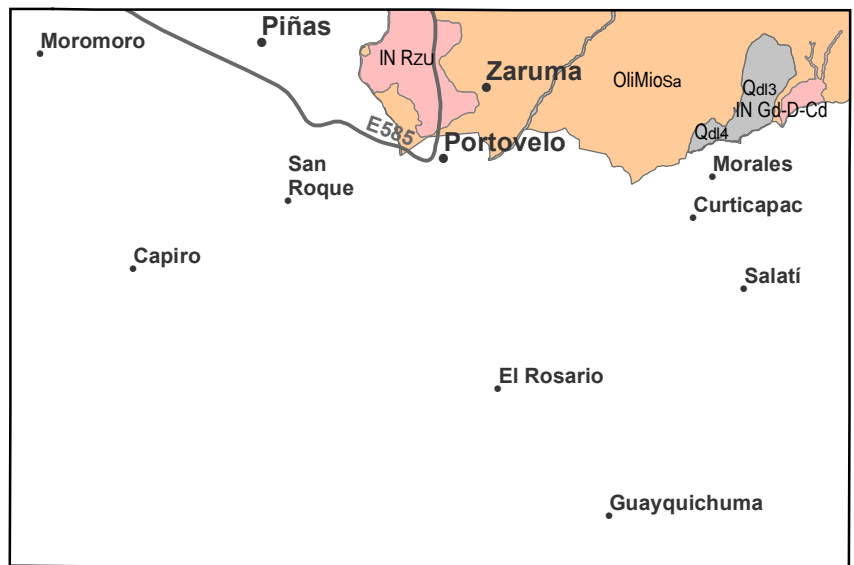 Piñas
Moromoro
IN Rzu
Zaruma
OliMioSa
Qdl3
IN Gd-D-Cd
Qdl4
E585
Portovelo
San
Roque
Morales
Curticapac
Capiro
Salatí
El Rosario
Guayquichuma